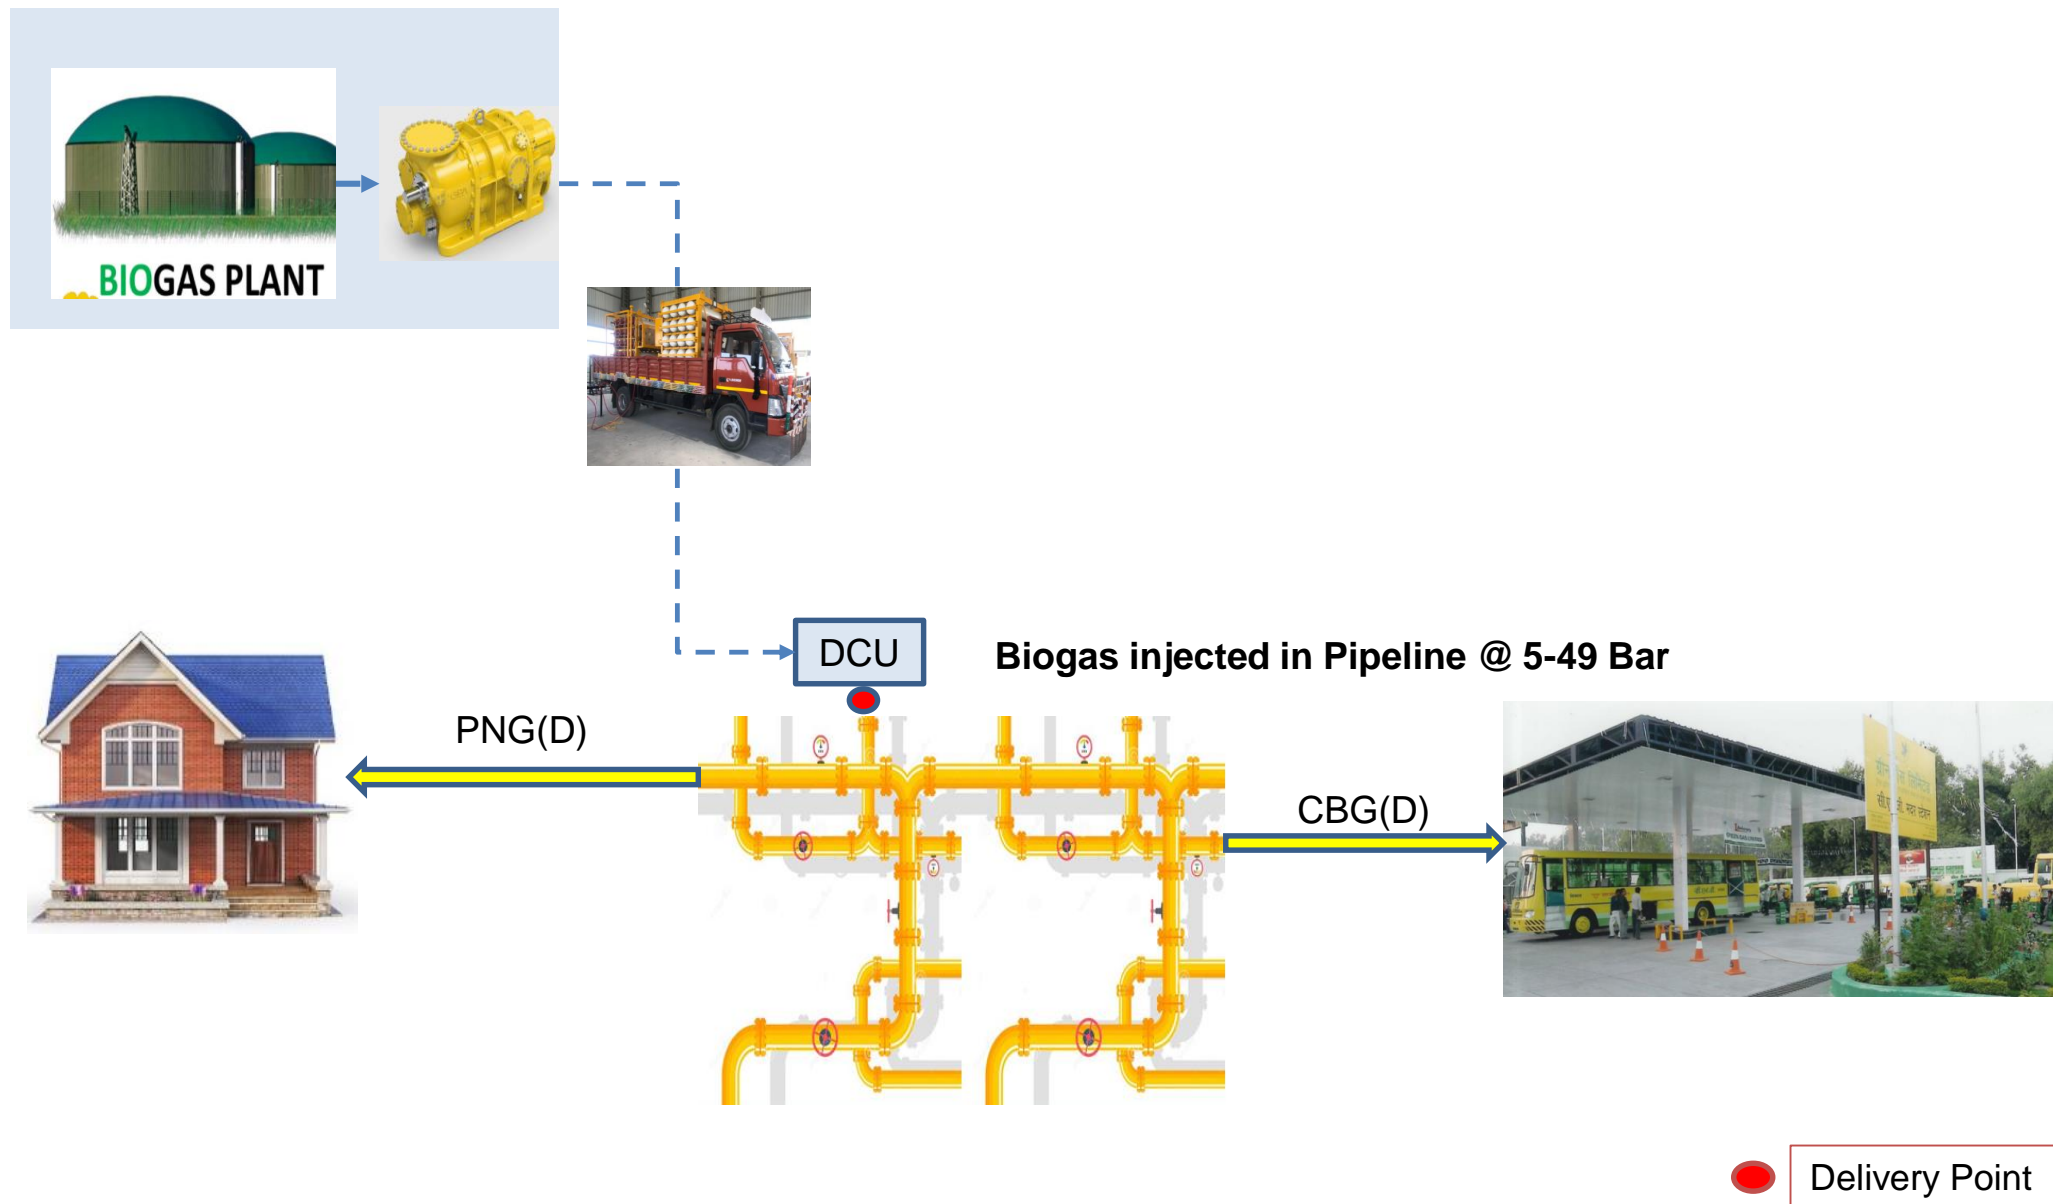 BIOGAS PLANT
DCU
Biogas injected in Pipeline @ 5-49 Bar
PNG(D)
CBG(D)
Delivery Point